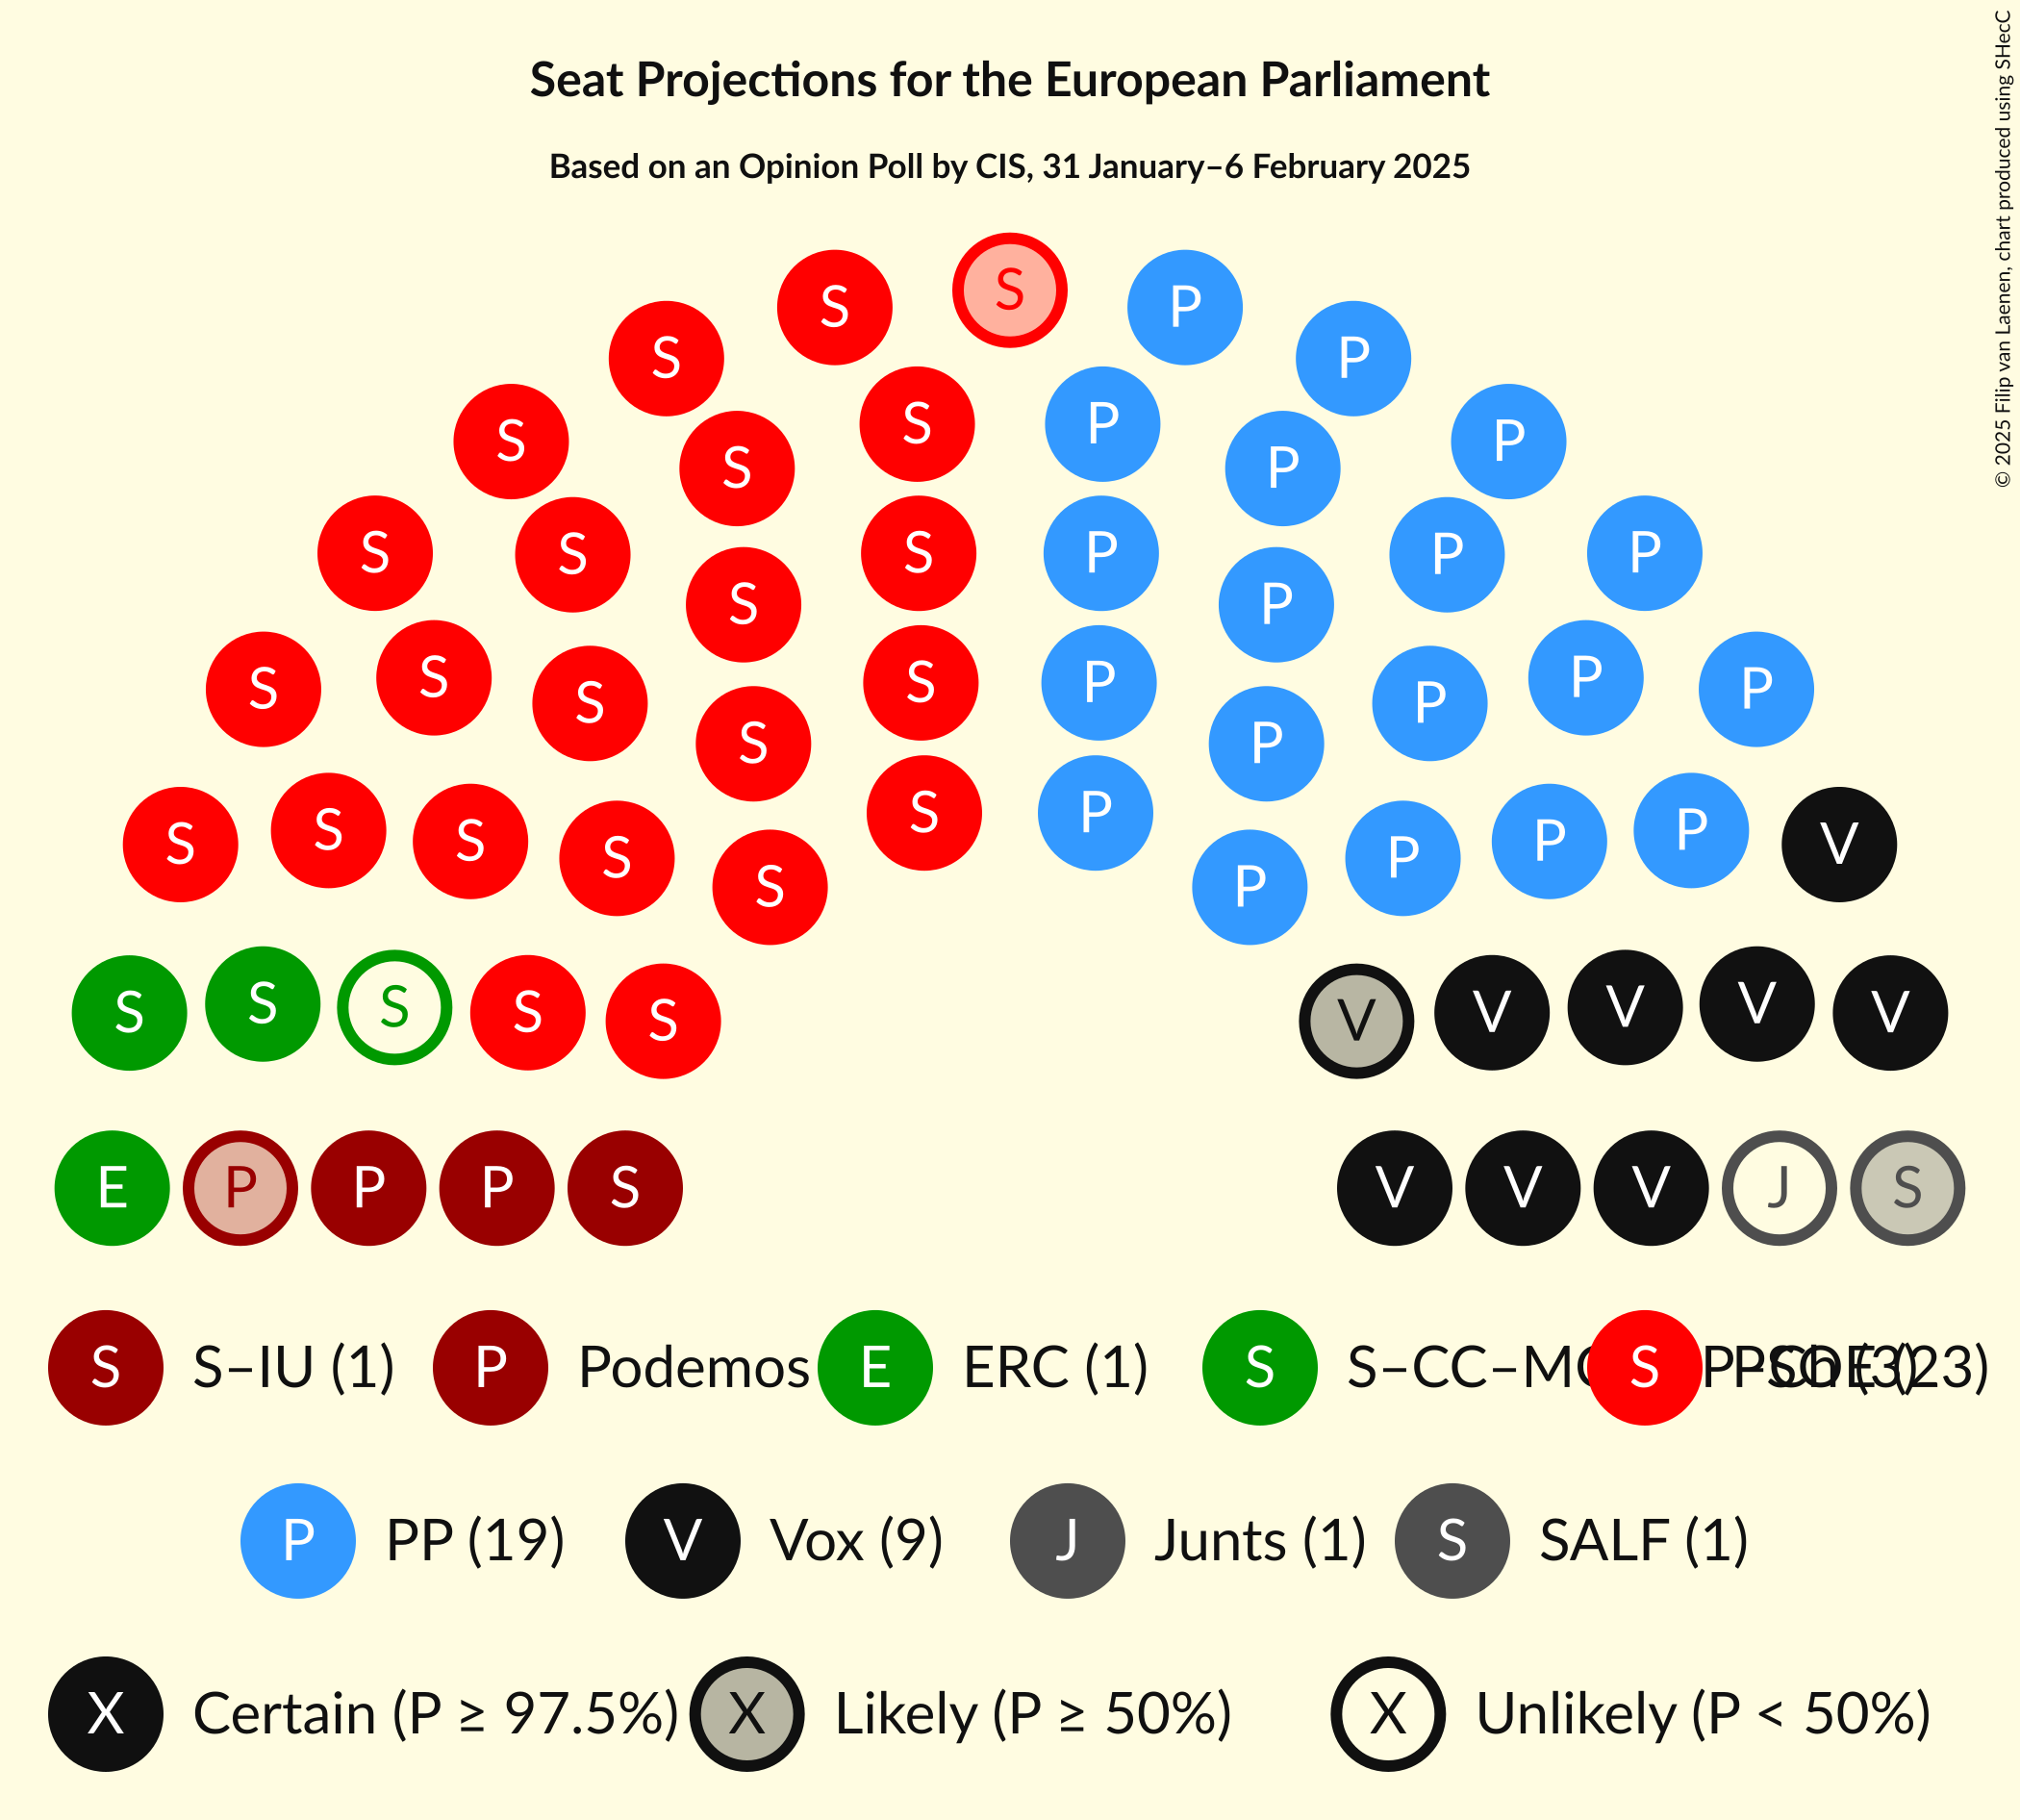 Seat Projections for the European Parliament
Based on an Opinion Poll by CIS, 31 January–6 February 2025
© 2025 Filip van Laenen, chart produced using SHecC
S
S S
P P
S S S P
S P
S P
S S S P P P
S S P P
S P
S S P P
S S S P P P
S S P P
S S S P P V
S S P P
S S S S S V V V V V
E P P P S V V V J S
S S–IU (1) P Podemos E ERC (1) S S–CC–M S PSOE (23)
P PP (19) V Vox (9) J Junts (1) S SALF (1)
X Certain (P ≥ 97.5%) X Likely (P ≥ 50%) X Unlikely (P < 50%)